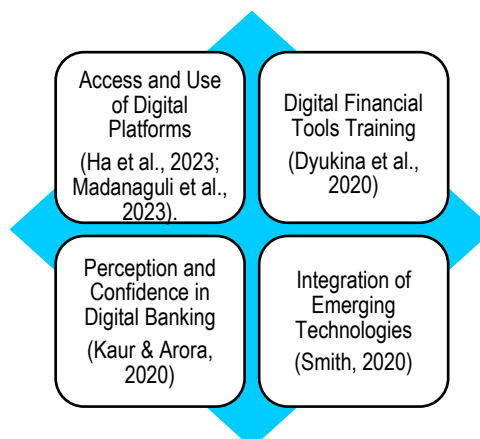 Access and Use
of Digital
Platforms
(Ha et al., 2023;
Madanaguli et al.,
2023).
Digital Financial
Tools Training
(Dyukina et al.,
2020)
Perception and
Confidence in
Digital Banking
(Kaur & Arora,
2020)
Integration of
Emerging
Technologies
(Smith, 2020)